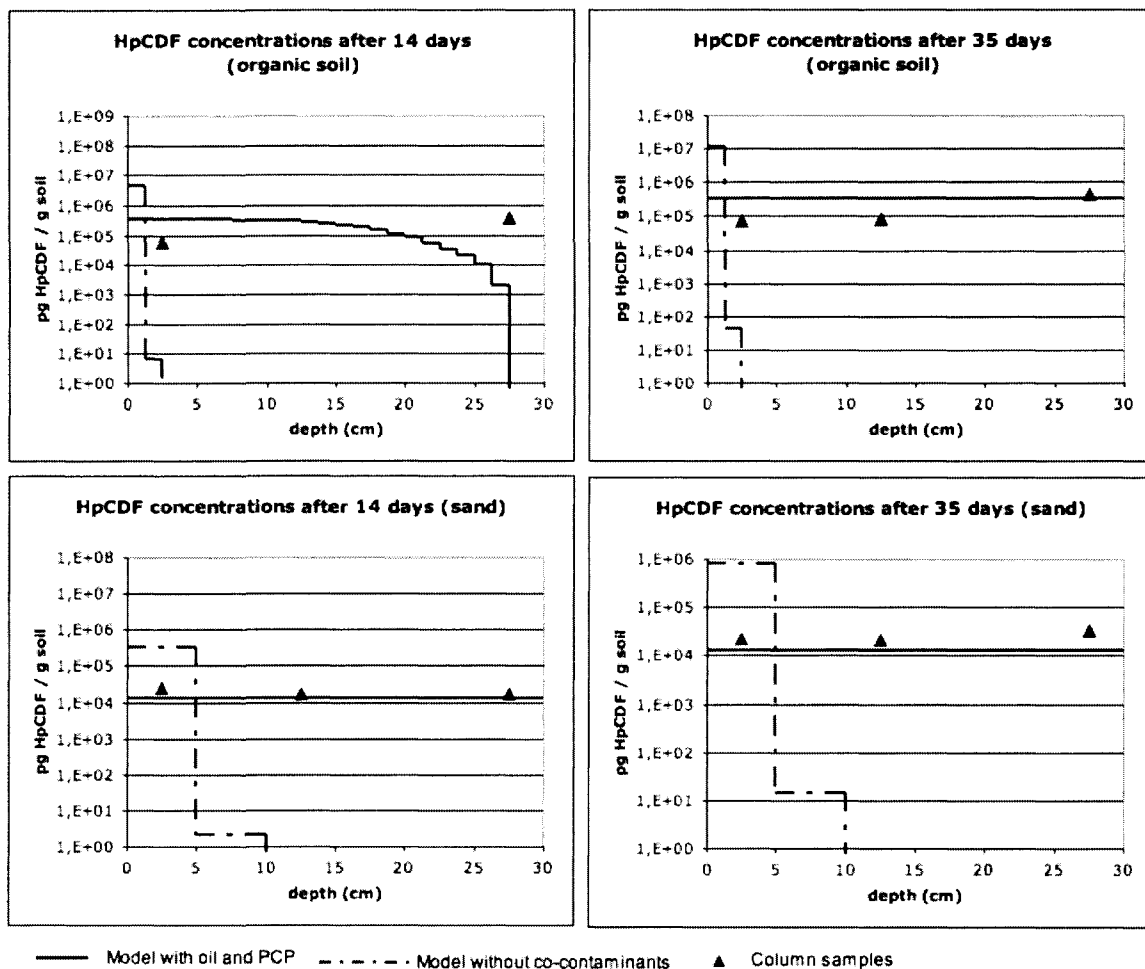 HpCDF concentrations after 14 days
(organic soil)
pg HpCDF / g soil
1,E+09
1,E+08
1,E+07
1,E+06
1,E+05
1,E+04
1,E+03
1,E+02
1,E+01
1,E+00
0 5 10 15 20 25 30
depth (cm)
HpCDF concentrations after 35 days
(organic soil)
pg HpCDF / g soil
1,E+08
1,E+07
1,E+06
1,E+05
1,E+04
1,E+03
1,E+02
1,E+01
1,E+00
0 5 10 15 20 25 30
depth (cm)
HpCDF concentrations after 14 days (sand)
pg HpCDF / g soil
1,E+08
1,E+07
1,E+06
1,E+05
1,E+04
1,E+03
1,E+02
1,E+01
1,E+00
0 5 10 15 20 25 30
depth (cm)
HpCDF concentrations after 35 days (sand)
pg HpCDF / g soil
1,E+06
1,E+05
1,E+04
1,E+03
1,E+02
1,E+01
1,E+00
0 5 10 15 20 25 30
depth (cm)
Model with oil and PCP Model without co-contaminants Column samples